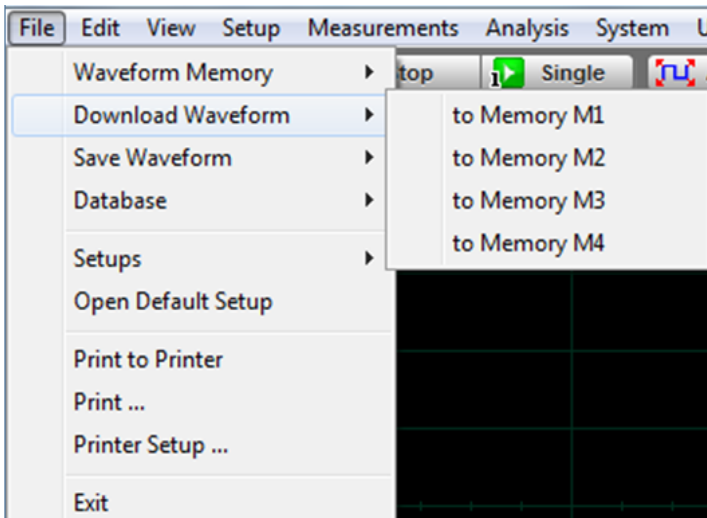 File Edit View Setup Measurements Analysis System
Waveform Memory
top Single
Download Waveform
to Memory M1
Save Waveform
to Memory M2
Database
to Memory M3
to Memory M4
Setups
Open Default Setup
Print to Printer
Print ...
Printer Setup ...
Exit